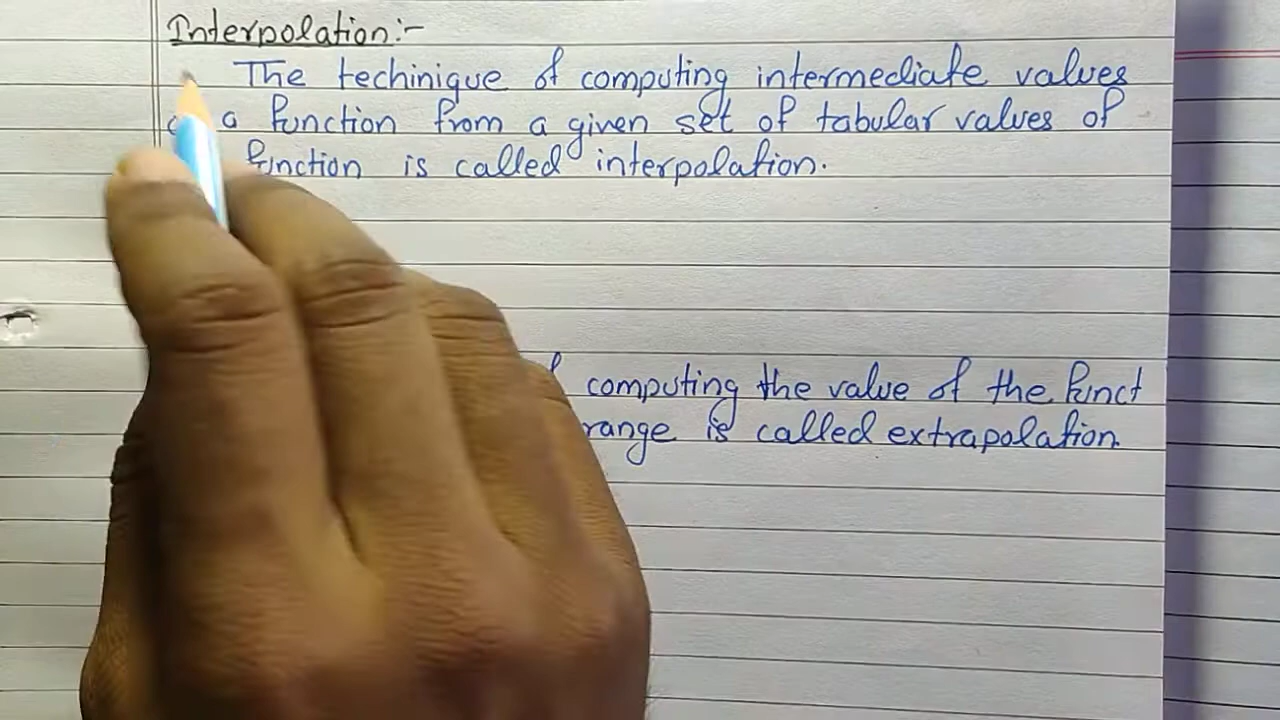 Interpolation:-
The techinique of computing intermediate values
a function from a given set of tabular values of
function is called interpolation.
computing the value of the funct
range is called extrapolation.